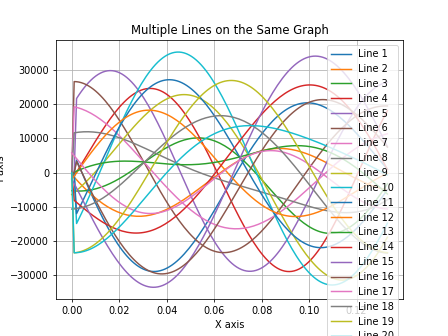 Multiple Lines on the Same Graph
30000
20000
10000
0
−10000
−20000
−30000
axis
0.00
0.02
0.04
0.06
0.08
0.10
X axis
Line 1
Line 2
Line 3
Line 4
Line 5
Line 6
Line 7
Line 8
Line 9
Line 10
Line 11
Line 12
Line 13
Line 14
Line 15
Line 16
Line 17
Line 18
Line 19
Line 20